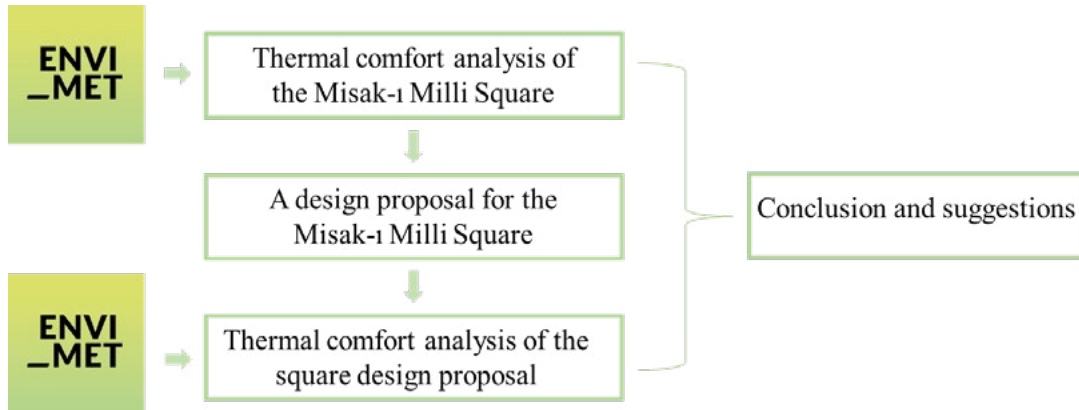 ENVI
_MET
Thermal comfort analysis of
the Misak-ı Milli Square
A design proposal for the
Misak-ı Milli Square
Conclusion and suggestions
ENVI
_MET
Thermal comfort analysis of the
square design proposal